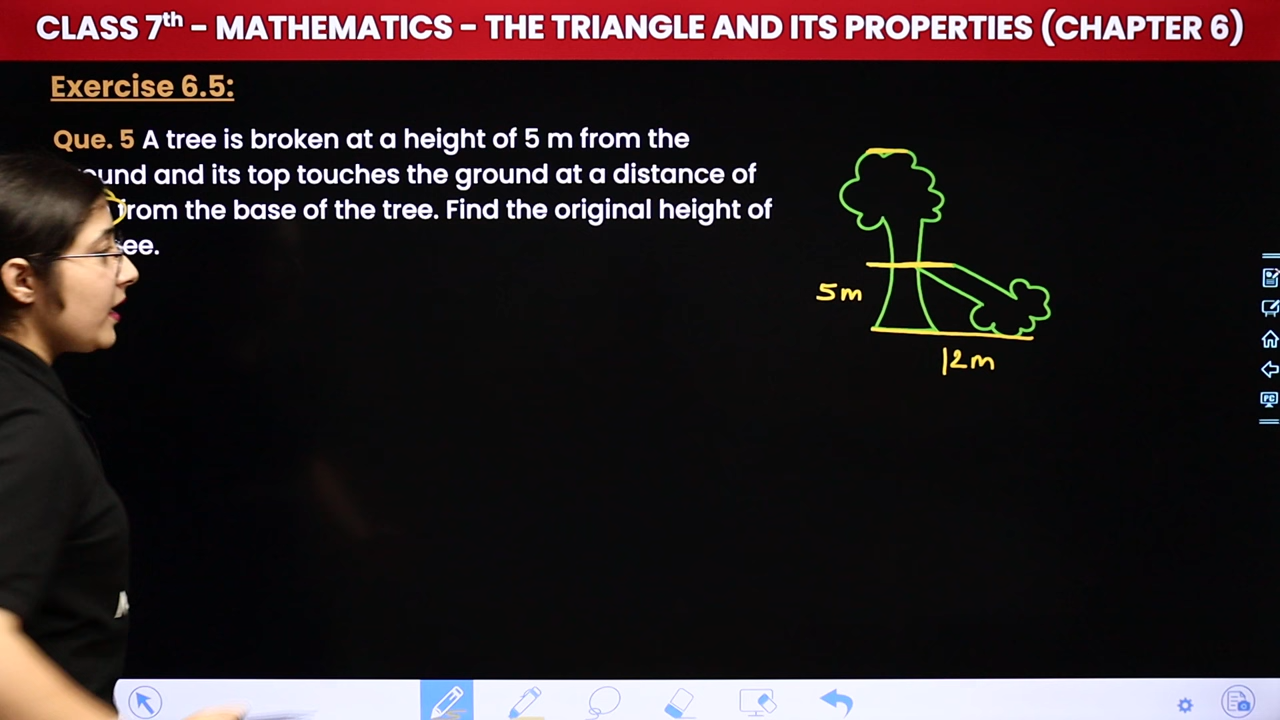 CLASS 7th – MATHEMATICS – THE TRIANGLE AND ITS PROPERTIES (CHAPTER 6)
Exercise 6.5:
Que. 5 A tree is broken at a height of 5 m from the
and its top touches the ground at a distance of
from the base of the tree. Find the original height of
5m
12m